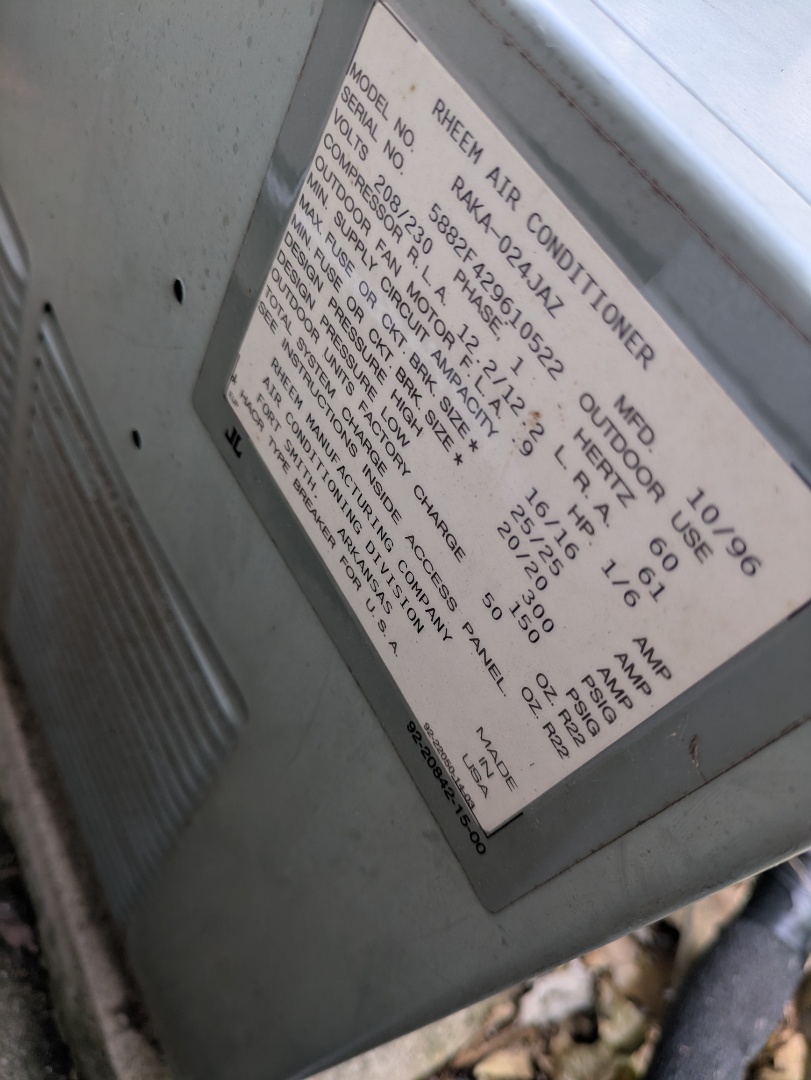 RHEEM AIR CONDITIONER
MFD. 10/96
MODEL NO. RAKA-024JAZ OUTDOOR USE
SERIAL NO. 5882F429610522
VOLTS 208/230 PHASE, 1 HERTZ 60
COMPRESSOR R.L.A. 12.2/12.2 L.R.A. 61
OUTDOOR FAN MOTOR F.L.A. .9 HP. 1/6
MIN. SUPPLY CIRCUIT AMPACITY 16/16 AMP
MAX. FUSE OR CKT. BRK SIZE* 25/25 AMP
MIN. FUSE OR CKT BRK SIZE* 20/20 AMP
DESIGN PRESSURE HIGH 300 PSIG
DESIGN PRESSURE LOW 150 PSIG
OUTDOOR UNITS FACTORY CHARGE 50 OZ. R22
TOTAL SYSTEM CHARGE OZ. R22
SEE INSTRUCTIONS INSIDE ACCESS PANEL.
RHEEM MANUFACTURING COMPANY
AIR CONDITIONING DIVISION
FORT SMITH, ARKANSAS
* HACR TYPE BREAKER FOR U.S.A.
MADE
IN
USA
92-22050-14-03
92-20842-15-00